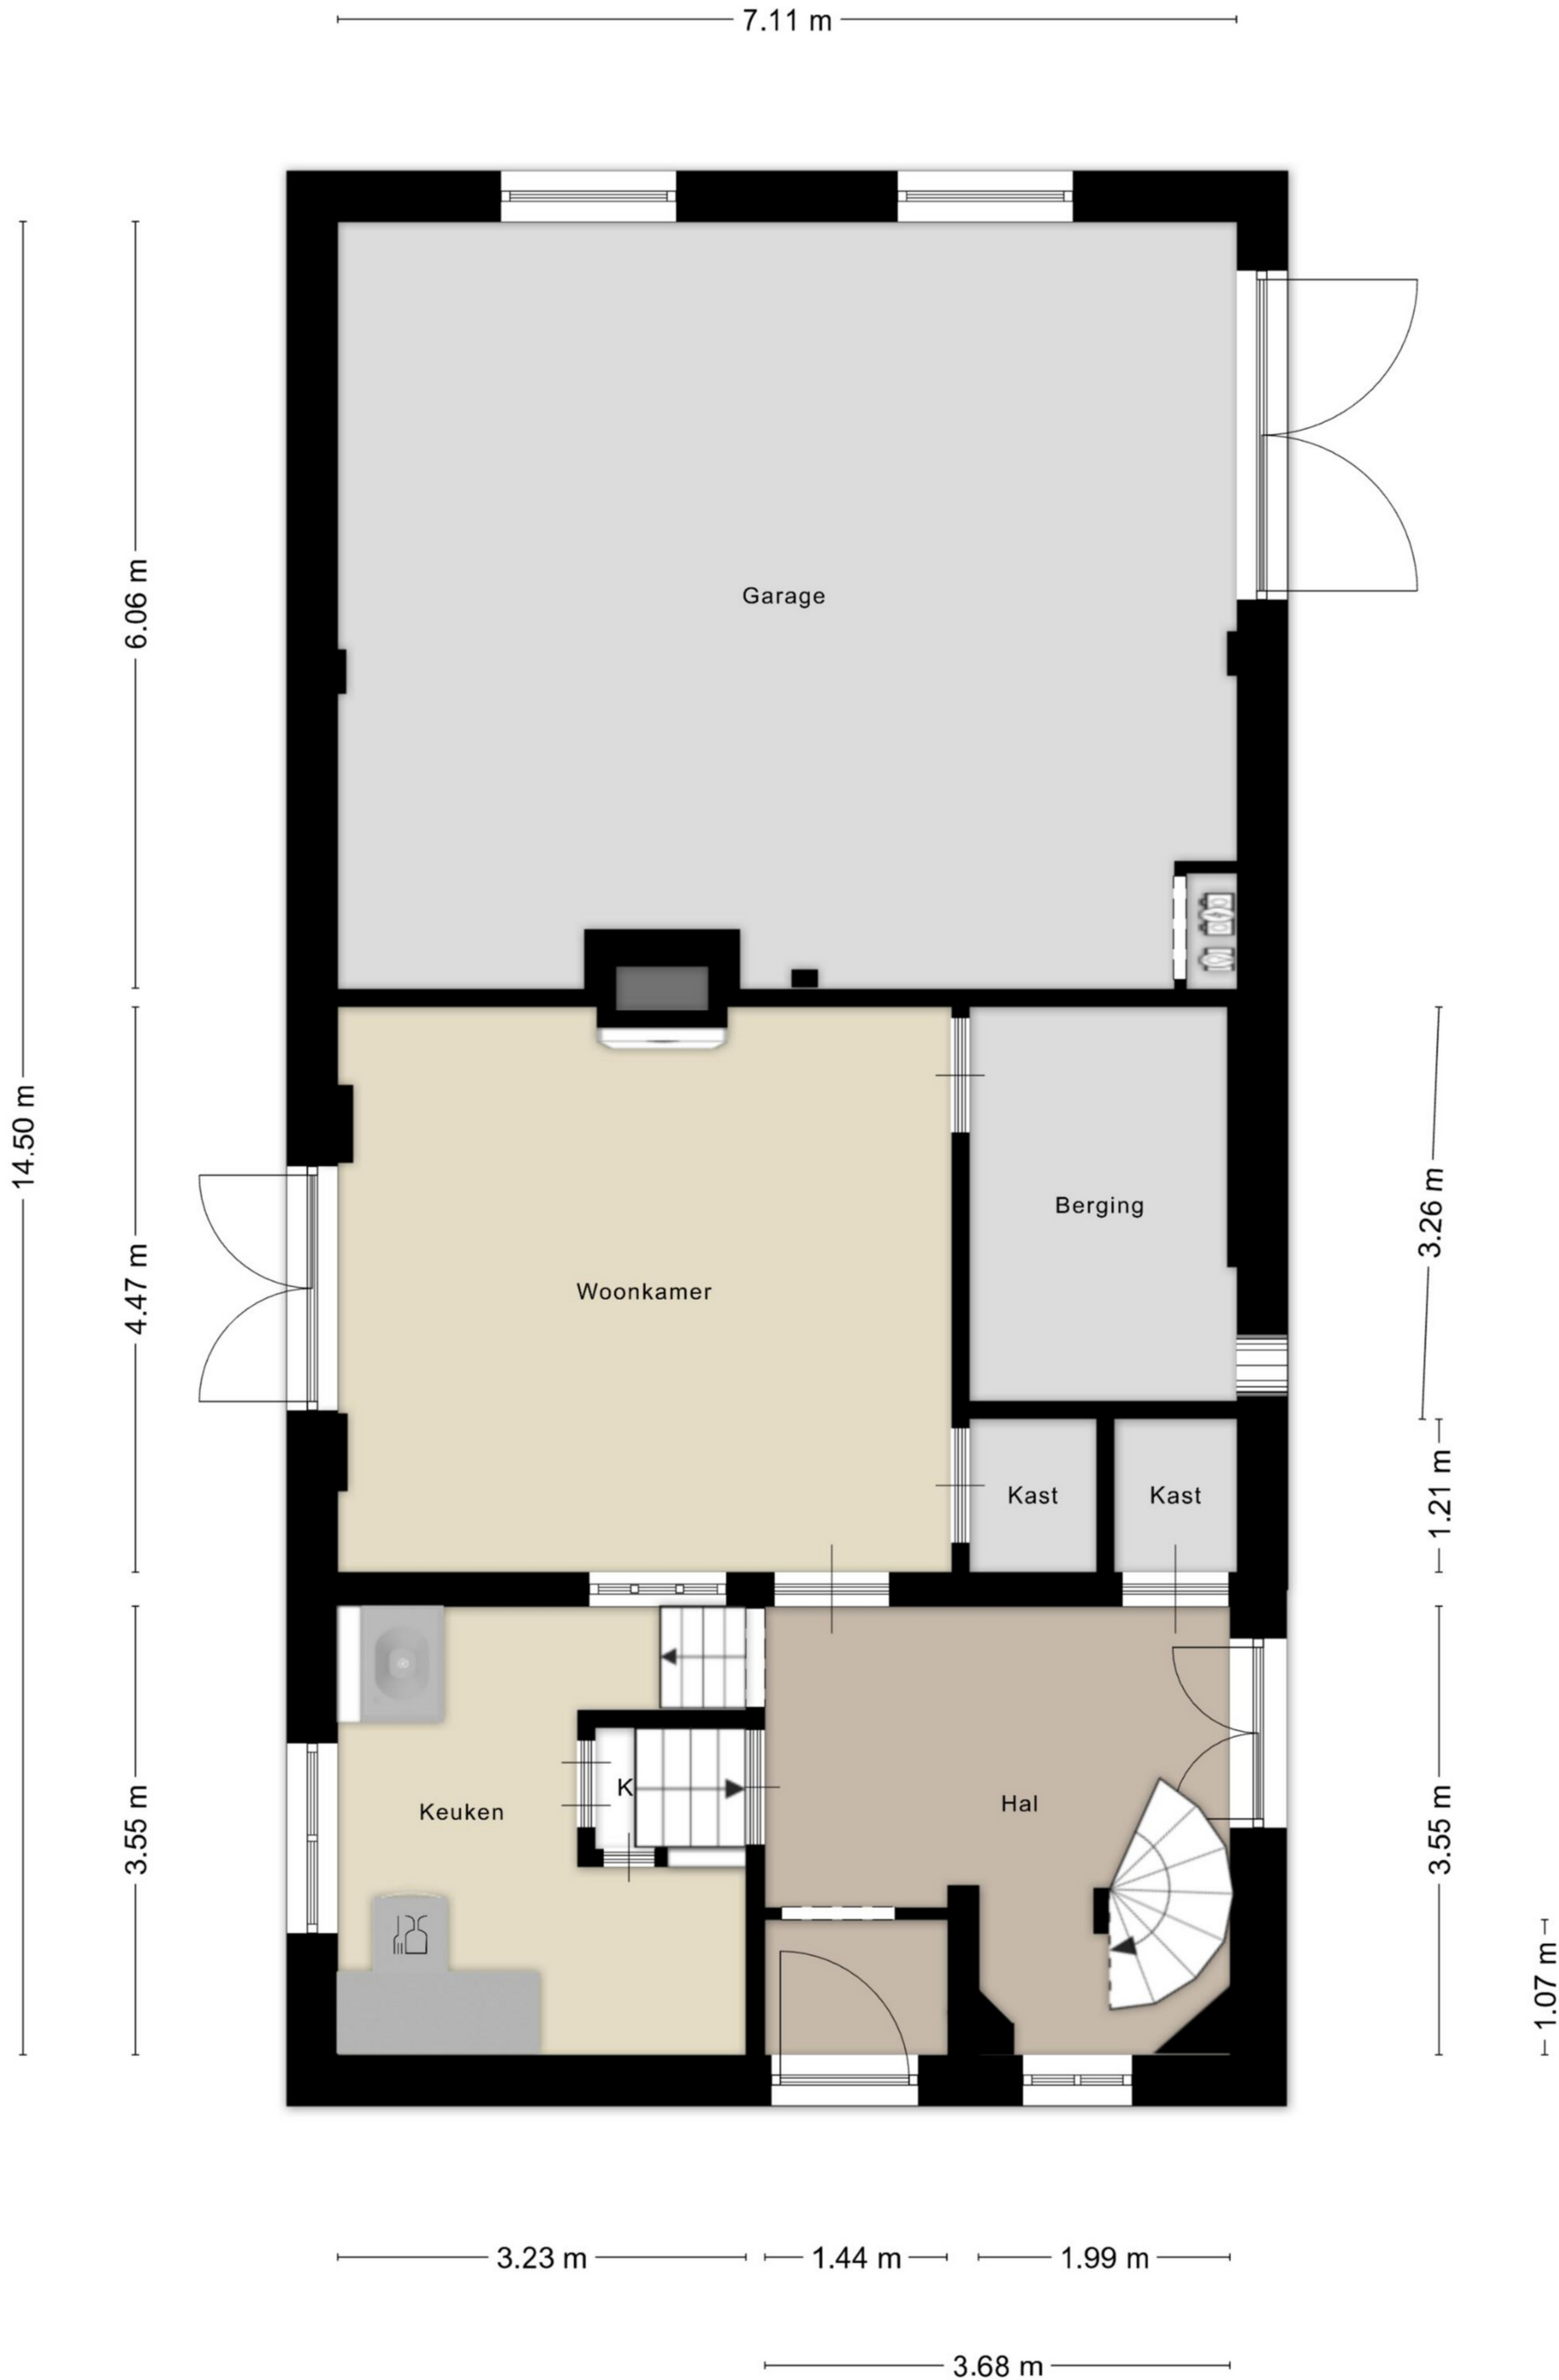 7.11 m
6.06 m
Garage
14.50 m
3.26 m
Berging
4.47 m
Woonkamer
1.21 m
Kast
Kast
K
Hal
Keuken
3.55 m
3.55 m
1.07 m
3.23 m
1.44 m
1.99 m
3.68 m